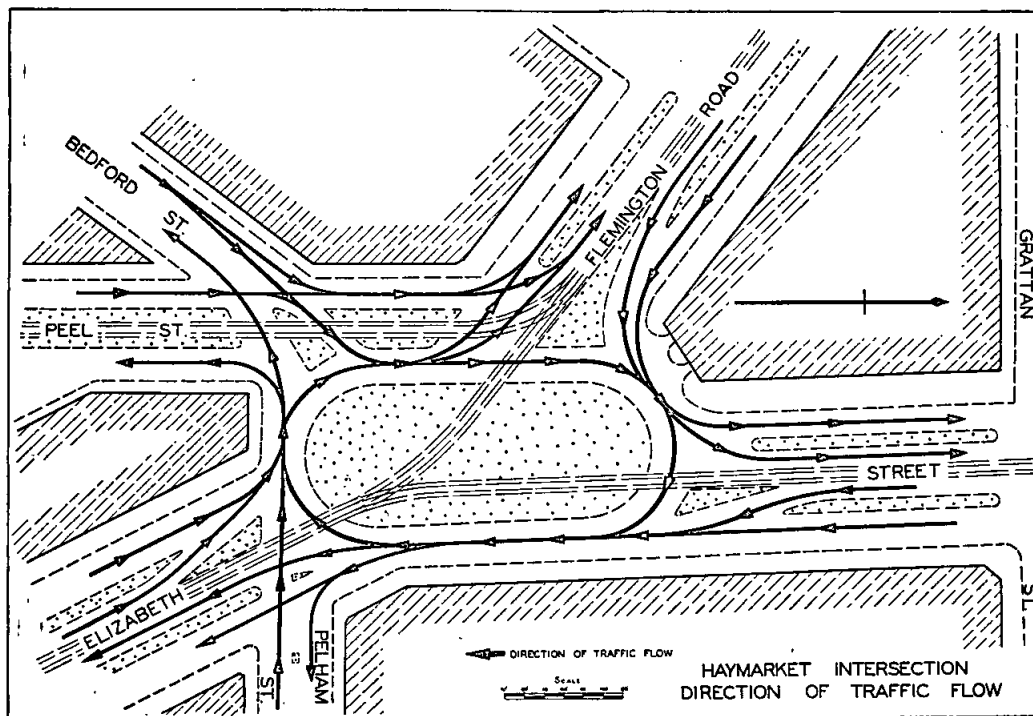 BEDFORD
ST.
ROAD
FLEMINGTON
GRATTAN
PEEL ST.
STREET
ELIZABETH
PELHAM
ST.
DIRECTION OF TRAFFIC FLOW
SCALE
HAYMARKET INTERSECTION
DIRECTION OF TRAFFIC FLOW